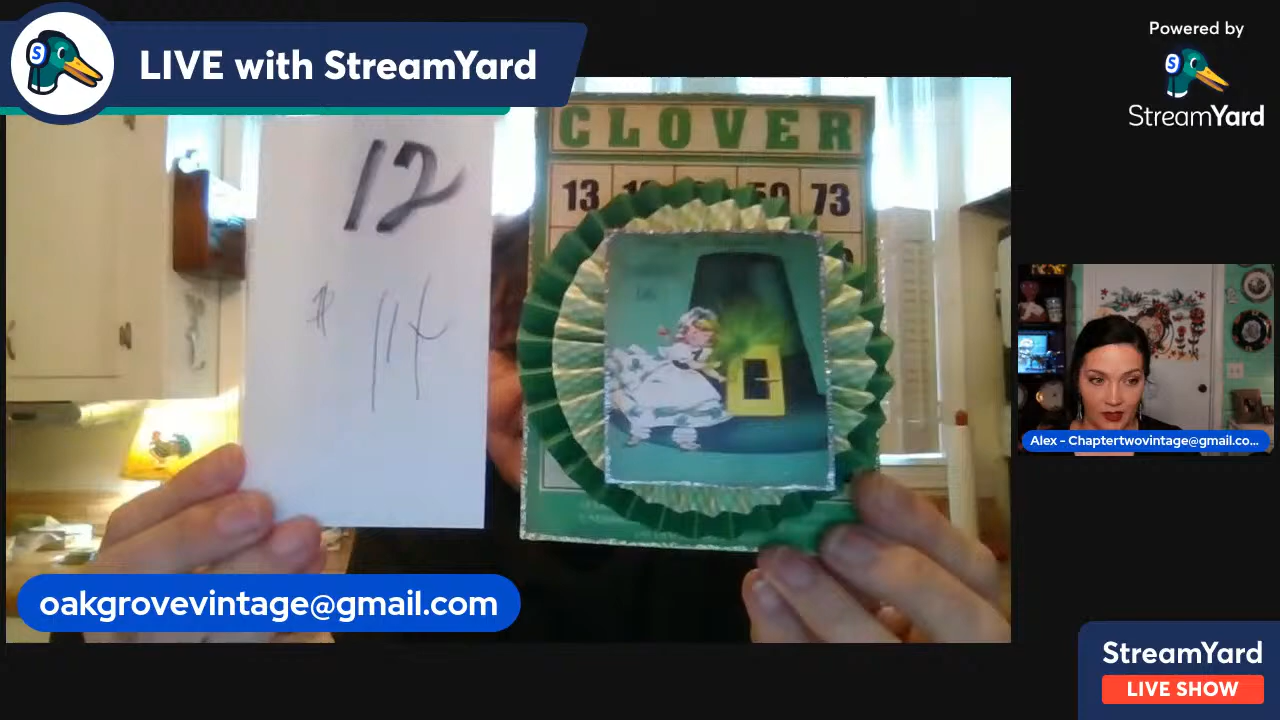 S
LIVE with StreamYard
Powered by
S
StreamYard
CLOVER
13
73
12
$ 14
Alex - Chaptertwovintage@gmail.co...
oakgrovevintage@gmail.com
StreamYard
LIVE SHOW